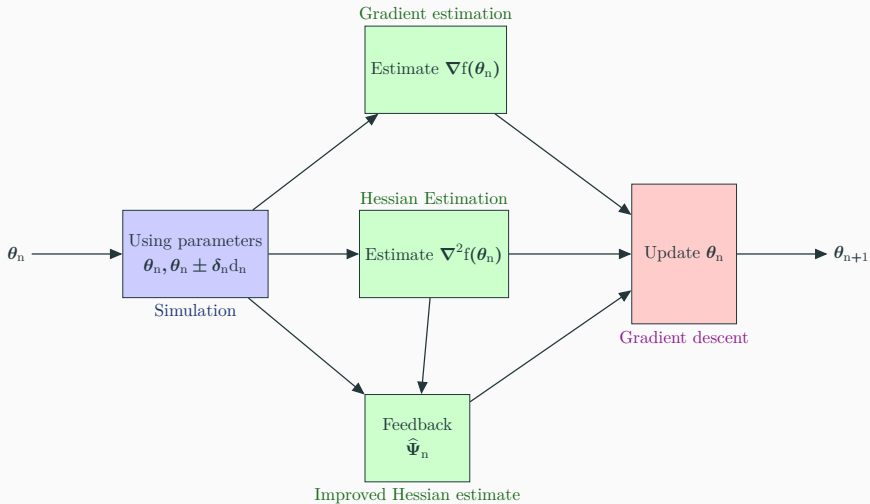 Gradient estimation
Estimate ∇f(θₙ)
Hessian Estimation
θₙ
Using parameters
θₙ, θₙ ± δₙdₙ
Simulation
Estimate ∇²f(θₙ)
Update θₙ
θₙ₊₁
Gradient descent
Feedback
Ψ̂ₙ
Improved Hessian estimate